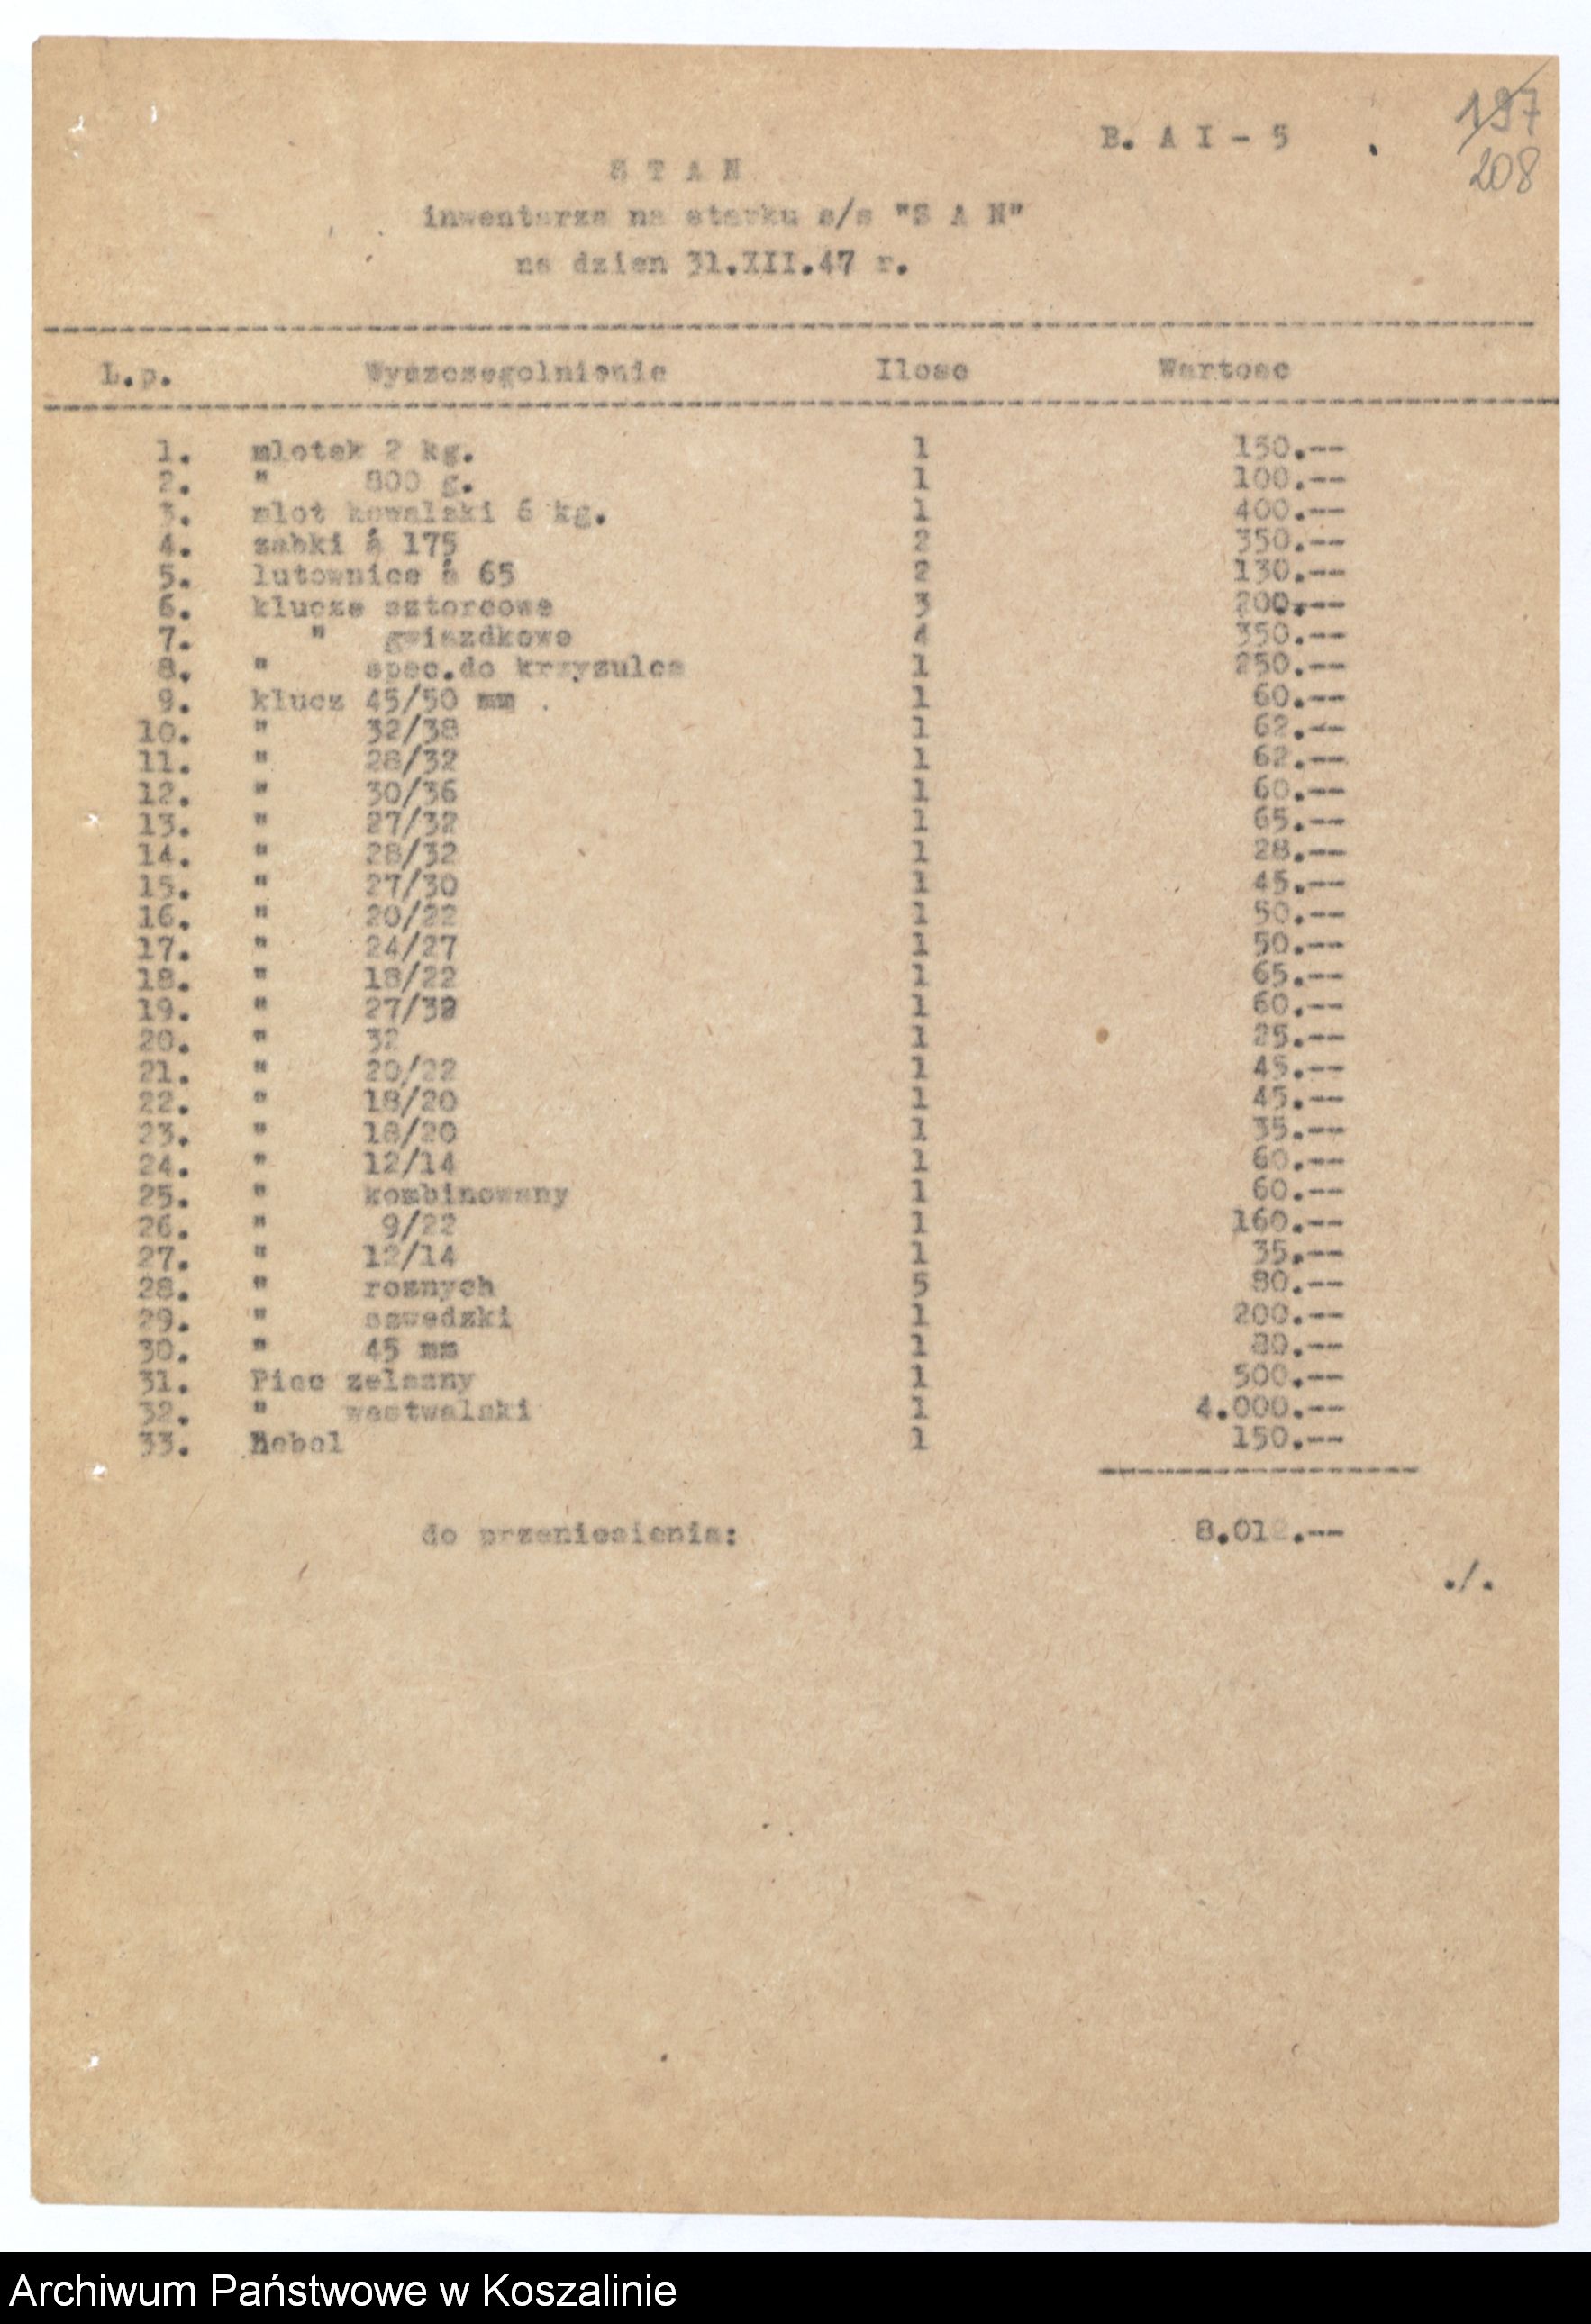 197
208
B. A I - 5
S T A N
inwentarza na statku s/s "S A N"
na dzien 31.XII.47 r.
L.p. Wyszczegolnienie Ilosc Wartosc
1. mlotek 2 kg. 1 150.--
2. " 800 g. 1 100.--
3. mlot kowalski 6 kg. 1 400.--
4. zabki á 175 2 350.--
5. lutownice á 65 2 130.--
6. klucze sztorcowe 3 200.--
7. " gwiazdkowe 4 350.--
8. " spec.do krzyzulca 1 250.--
9. klucz 45/50 mm . 1 60.--
10. " 32/38 1 62.--
11. " 28/32 1 62.--
12. " 30/36 1 60.--
13. " 27/32 1 65.--
14. " 28/32 1 28.--
15. " 27/30 1 45.--
16. " 20/22 1 50.--
17. " 24/27 1 50.--
18. " 18/22 1 65.--
19. " 27/32 1 60.--
20. " 32 1 25.--
21. " 20/22 1 45.--
22. " 18/20 1 45.--
23. " 18/20 1 35.--
24. " 12/14 1 60.--
25. " kombinowany 1 60.--
26. " 9/22 1 160.--
27. " 12/14 1 35.--
28. " roznych 5 80.--
29. " szwedzki 1 200.--
30. " 45 mm 1 80.--
31. Piec zelazny 1 500.--
32. " westwalski 1 4.000.--
33. hebel 1 150.--
do przeniesienia: 8.012.--
./.
Archiwum Państwowe w Koszalinie